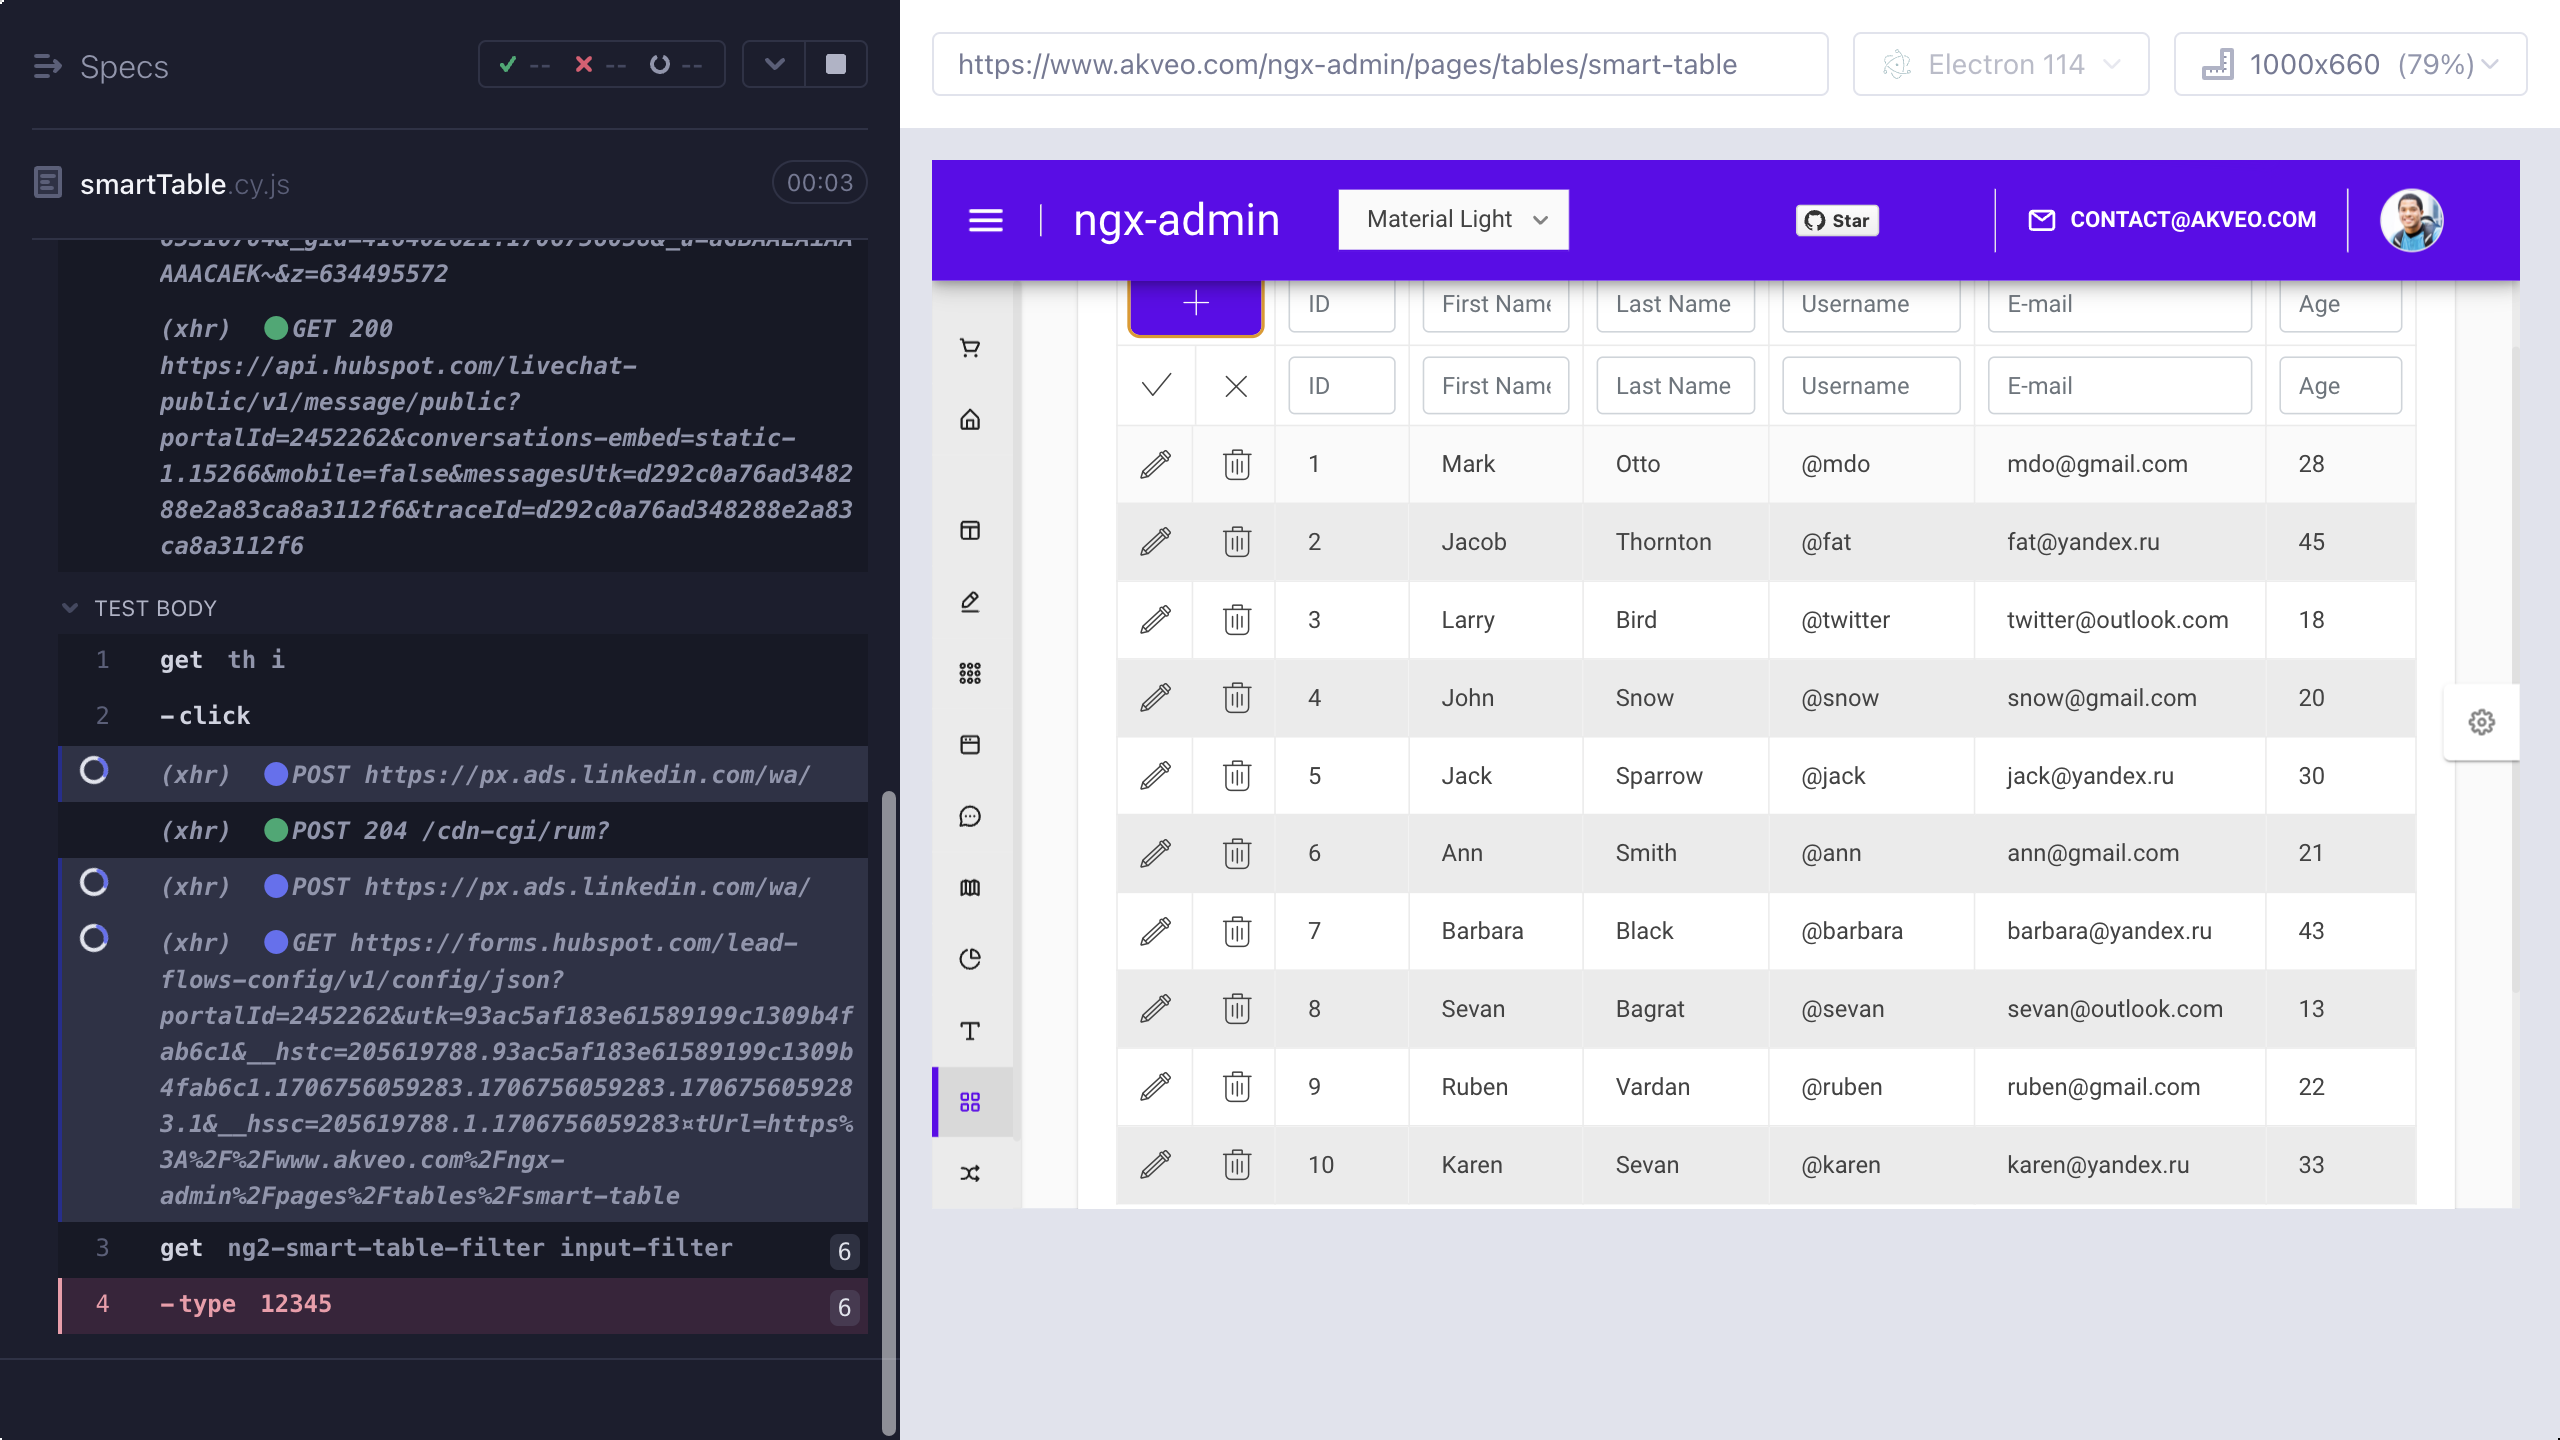 Specs
-- -- --
smartTable.cy.js
00:03
AAACAEK~&z=634495572
(xhr) GET 200
https://api.hubspot.com/livechat-
public/v1/message/public?
portalId=2452262&conversations-embed=static-
1.15266&mobile=false&messagesUtk=d292c0a76ad3482
88e2a83ca8a3112f6&traceId=d292c0a76ad348288e2a83
ca8a3112f6
TEST BODY
1 get th i
2 -click
(xhr) POST https://px.ads.linkedin.com/wa/
(xhr) POST 204 /cdn-cgi/rum?
(xhr) POST https://px.ads.linkedin.com/wa/
(xhr) GET https://forms.hubspot.com/lead-
flows-config/v1/config/json?
portalId=2452262&utk=93ac5af183e61589199c1309b4f
ab6c1&__hstc=205619788.93ac5af183e61589199c1309b
4fab6c1.1706756059283.1706756059283.170675605928
3.1&__hssc=205619788.1.1706756059283¤tUrl=https%
3A%2F%2Fwww.akveo.com%2Fngx-
admin%2Fpages%2Ftables%2Fsmart-table
3 get ng2-smart-table-filter input-filter 6
4 -type 12345 6
https://www.akveo.com/ngx-admin/pages/tables/smart-table
Electron 114
1000x660 (79%)
ngx-admin
Material Light
Star
CONTACT@AKVEO.COM
ID First Name Last Name Username E-mail Age
ID First Name Last Name Username E-mail Age
1 Mark Otto @mdo mdo@gmail.com 28
2 Jacob Thornton @fat fat@yandex.ru 45
3 Larry Bird @twitter twitter@outlook.com 18
4 John Snow @snow snow@gmail.com 20
5 Jack Sparrow @jack jack@yandex.ru 30
6 Ann Smith @ann ann@gmail.com 21
7 Barbara Black @barbara barbara@yandex.ru 43
8 Sevan Bagrat @sevan sevan@outlook.com 13
9 Ruben Vardan @ruben ruben@gmail.com 22
10 Karen Sevan @karen karen@yandex.ru 33